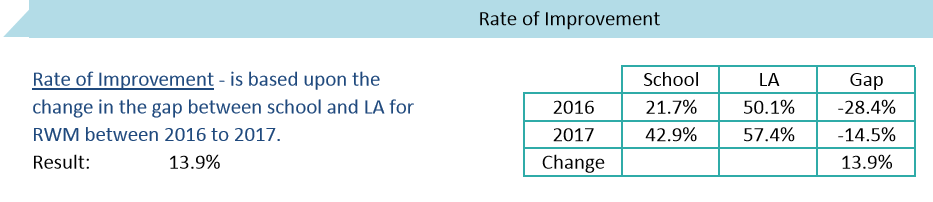 Rate of Improvement
Rate of Improvement - is based upon the
change in the gap between school and LA for
RWM between 2016 to 2017.
Result: 13.9%
School LA Gap
2016 21.7% 50.1% -28.4%
2017 42.9% 57.4% -14.5%
Change 13.9%